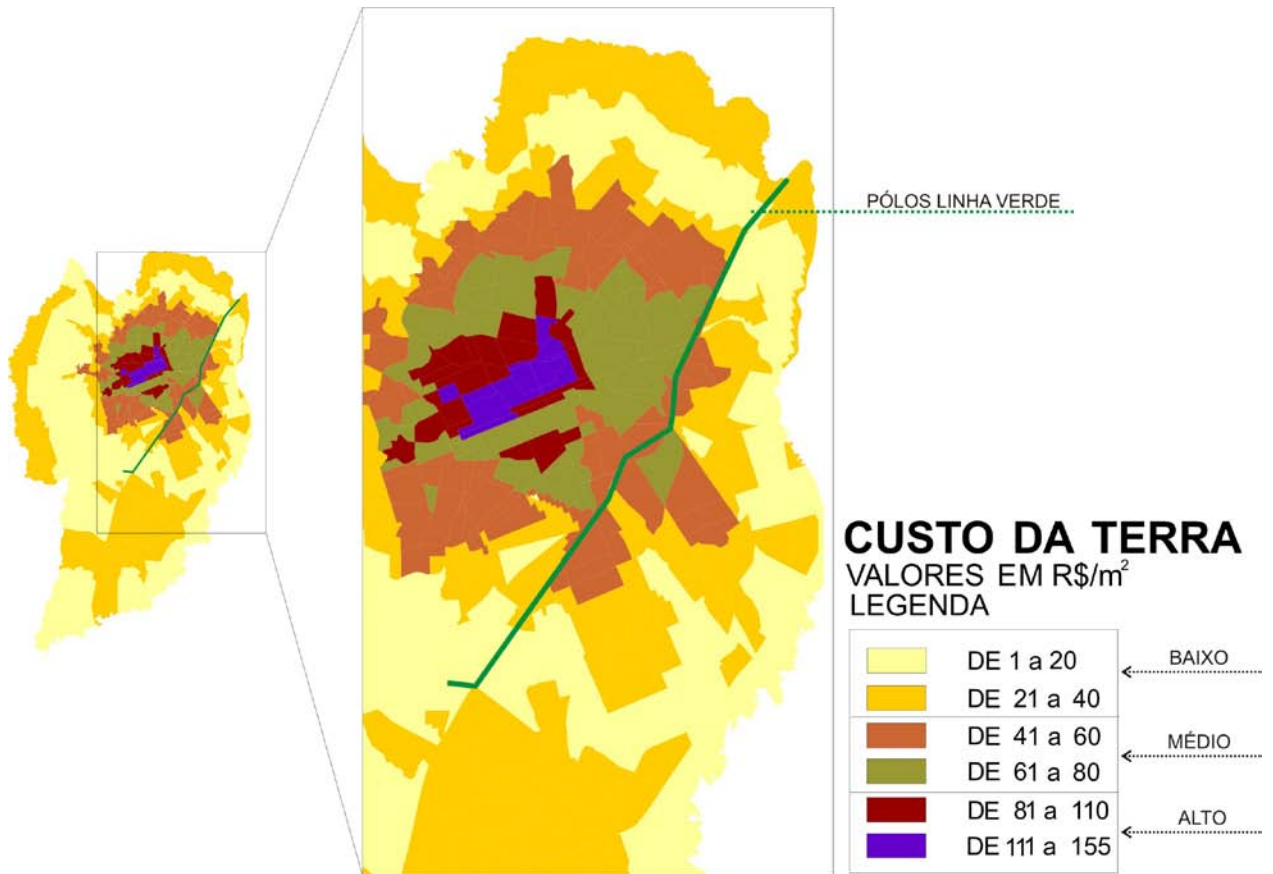 PÓLOS LINHA VERDE
CUSTO DA TERRA
VALORES EM R$/m²
LEGENDA
DE 1 a 20
BAIXO
DE 21 a 40
DE 41 a 60
MÉDIO
DE 61 a 80
DE 81 a 110
ALTO
DE 111 a 155